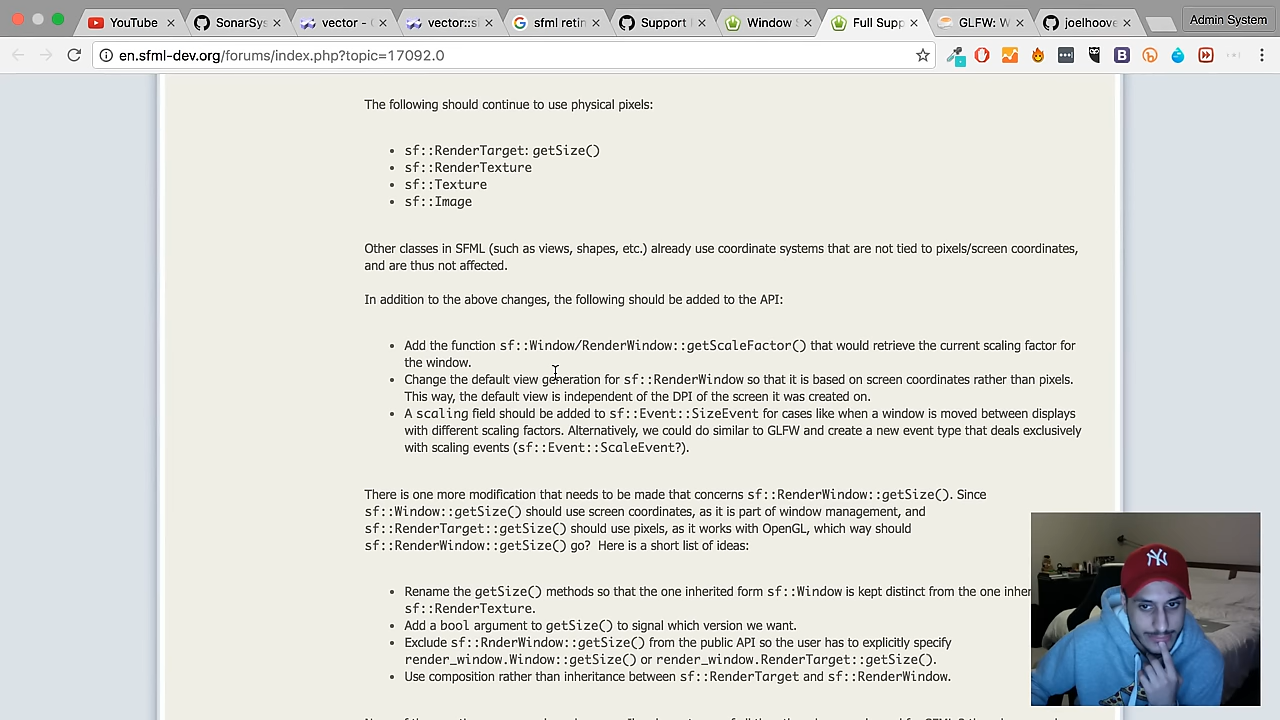 YouTube
SonarSys
vector - C
vector::si
sfml retin
Support
Window S
Full Supp
GLFW: W
joelhoove
Admin System
en.sfml-dev.org/forums/index.php?topic=17092.0
The following should continue to use physical pixels:
• sf::RenderTarget: getSize()
• sf::RenderTexture
• sf::Texture
• sf::Image
Other classes in SFML (such as views, shapes, etc.) already use coordinate systems that are not tied to pixels/screen coordinates,
and are thus not affected.
In addition to the above changes, the following should be added to the API:
• Add the function sf::Window/RenderWindow::getScaleFactor() that would retrieve the current scaling factor for
the window.
• Change the default view generation for sf::RenderWindow so that it is based on screen coordinates rather than pixels.
This way, the default view is independent of the DPI of the screen it was created on.
• A scaling field should be added to sf::Event::SizeEvent for cases like when a window is moved between displays
with different scaling factors. Alternatively, we could do similar to GLFW and create a new event type that deals exclusively
with scaling events (sf::Event::ScaleEvent?).
There is one more modification that needs to be made that concerns sf::RenderWindow::getSize(). Since
sf::Window::getSize() should use screen coordinates, as it is part of window management, and
sf::RenderTarget::getSize() should use pixels, as it works with OpenGL, which way should
sf::RenderWindow::getSize() go? Here is a short list of ideas:
• Rename the getSize() methods so that the one inherited form sf::Window is kept distinct from the one inher
sf::RenderTexture.
• Add a bool argument to getSize() to signal which version we want.
• Exclude sf::RnderWindow::getSize() from the public API so the user has to explicitly specify
render_window.Window::getSize() or render_window.RenderTarget::getSize().
• Use composition rather than inheritance between sf::RenderTarget and sf::RenderWindow.